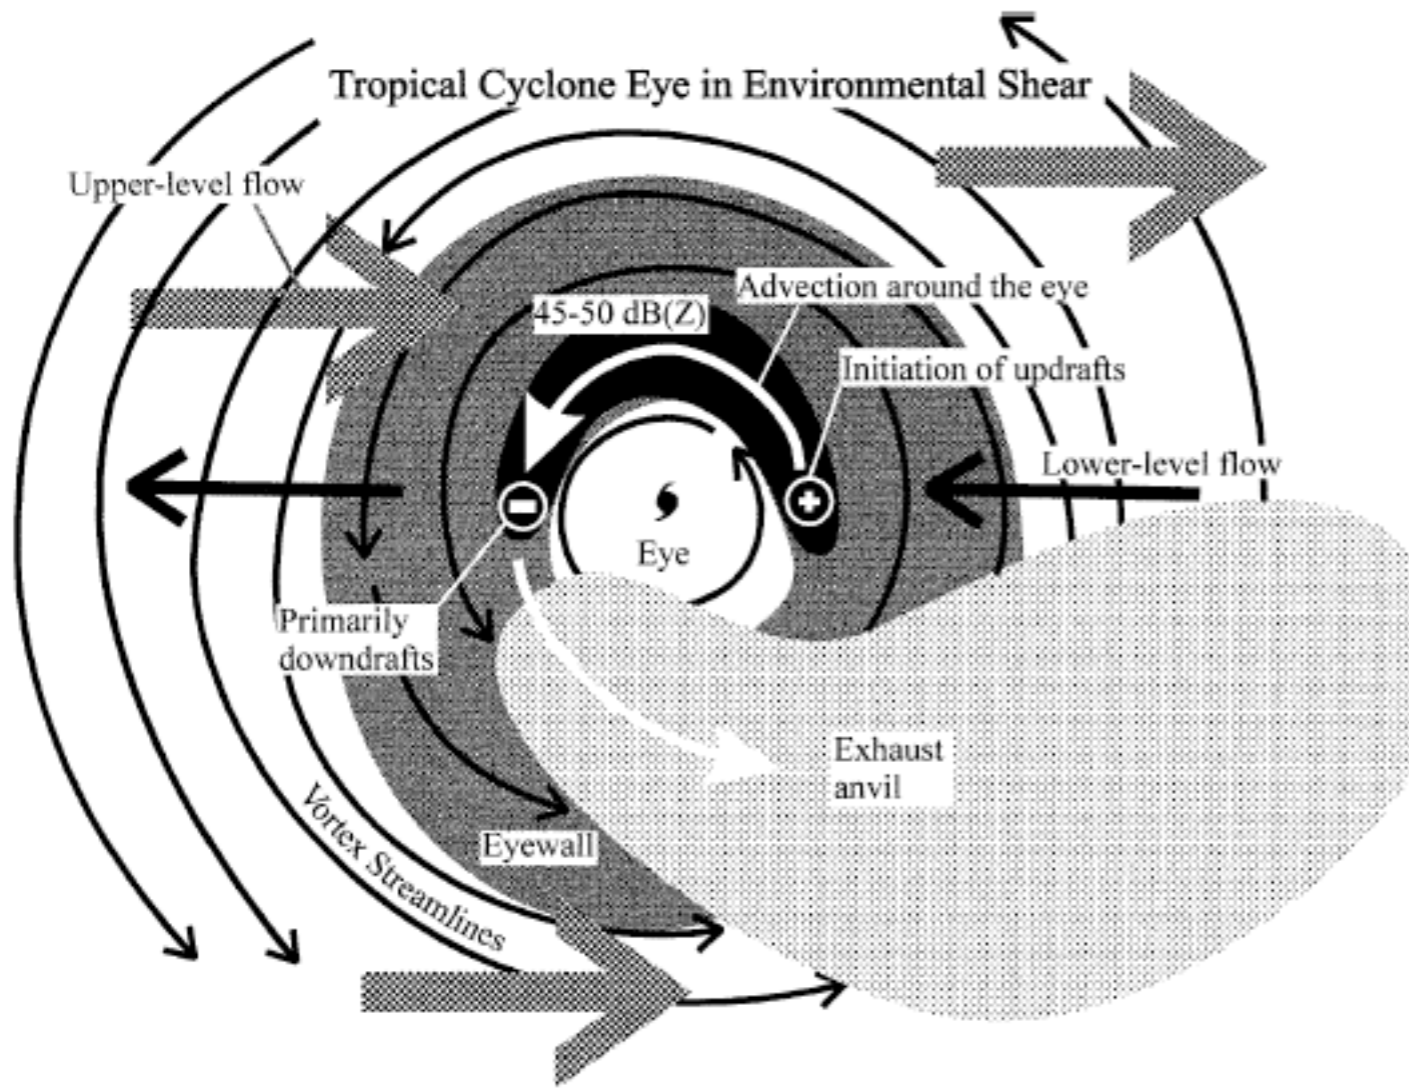 Tropical Cyclone Eye in Environmental Shear
Upper-level flow
Advection around the eye
45-50 dB(Z)
Initiation of updrafts
Lower-level flow
Eye
Primarily
downdrafts
Exhaust
anvil
Eyewall
Vortex Streamlines